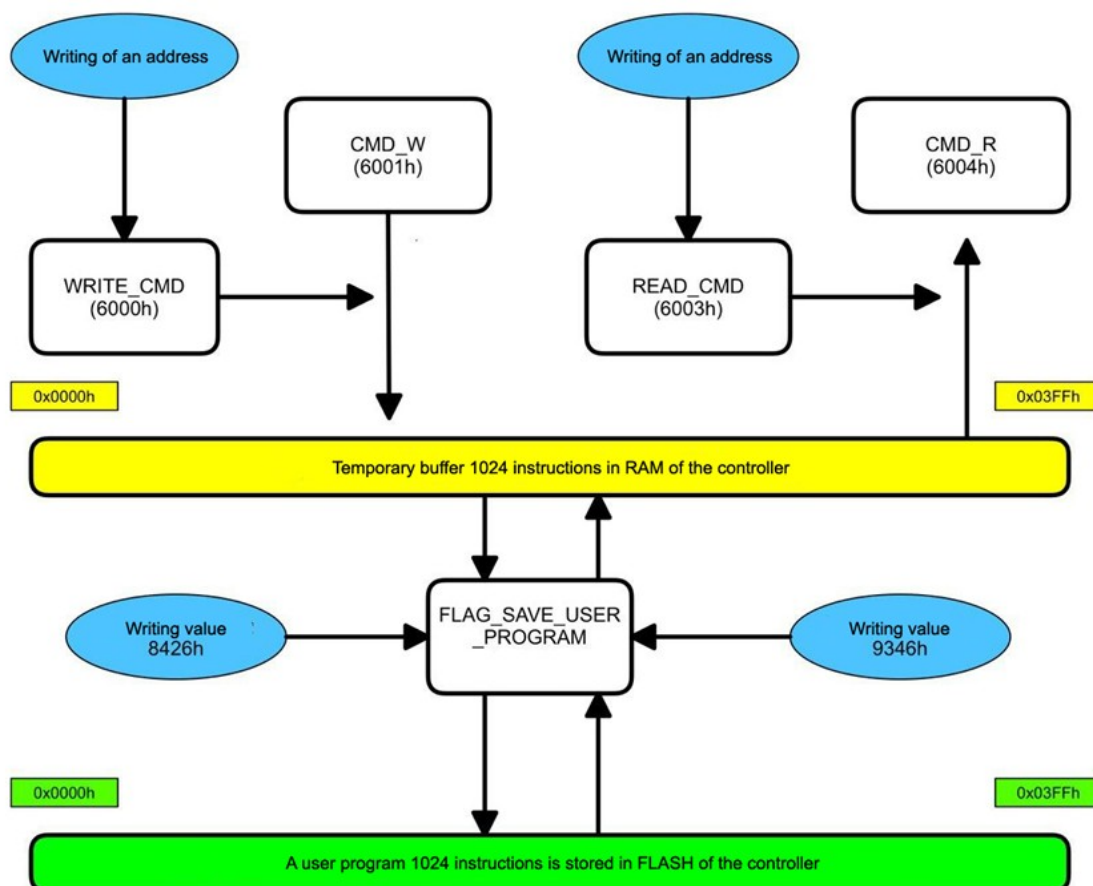 Writing of an address
Writing of an address
CMD_W
(6001h)
CMD_R
(6004h)
WRITE_CMD
(6000h)
READ_CMD
(6003h)
0x0000h
0x03FFh
Temporary buffer 1024 instructions in RAM of the controller
FLAG_SAVE_USER
_PROGRAM
Writing value
8426h
Writing value
9346h
0x0000h
0x03FFh
A user program 1024 instructions is stored in FLASH of the controller